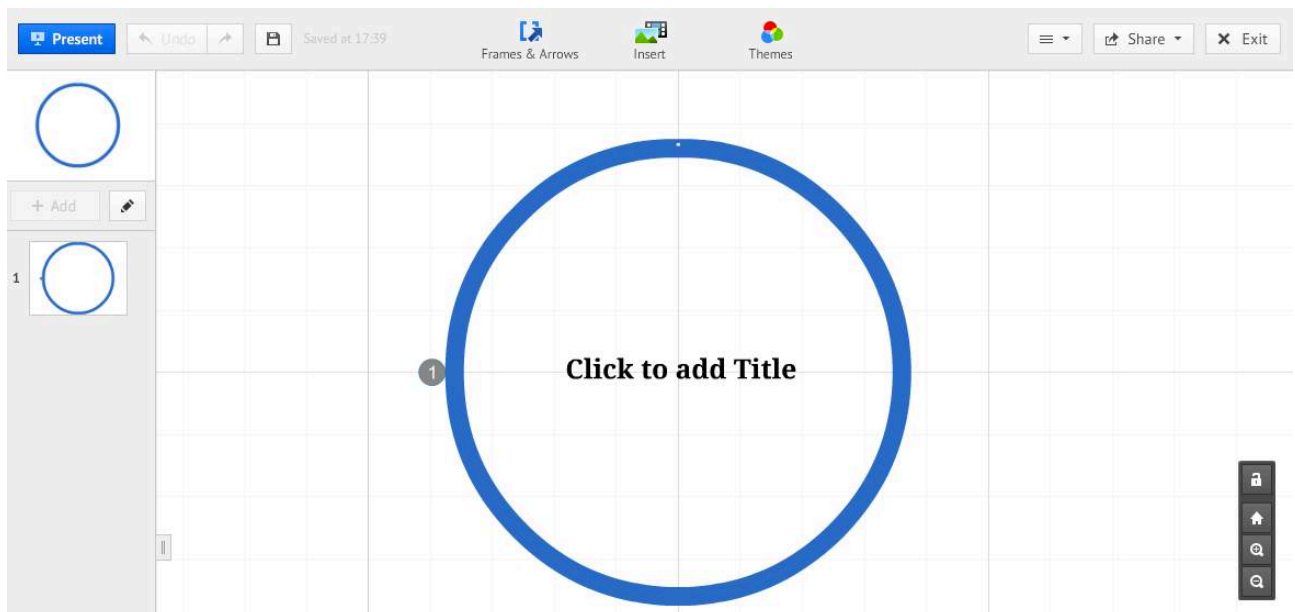 Present
Undo
Saved at 17:39
Frames & Arrows
Insert
Themes
Share
Exit
+ Add
1
1
Click to add Title